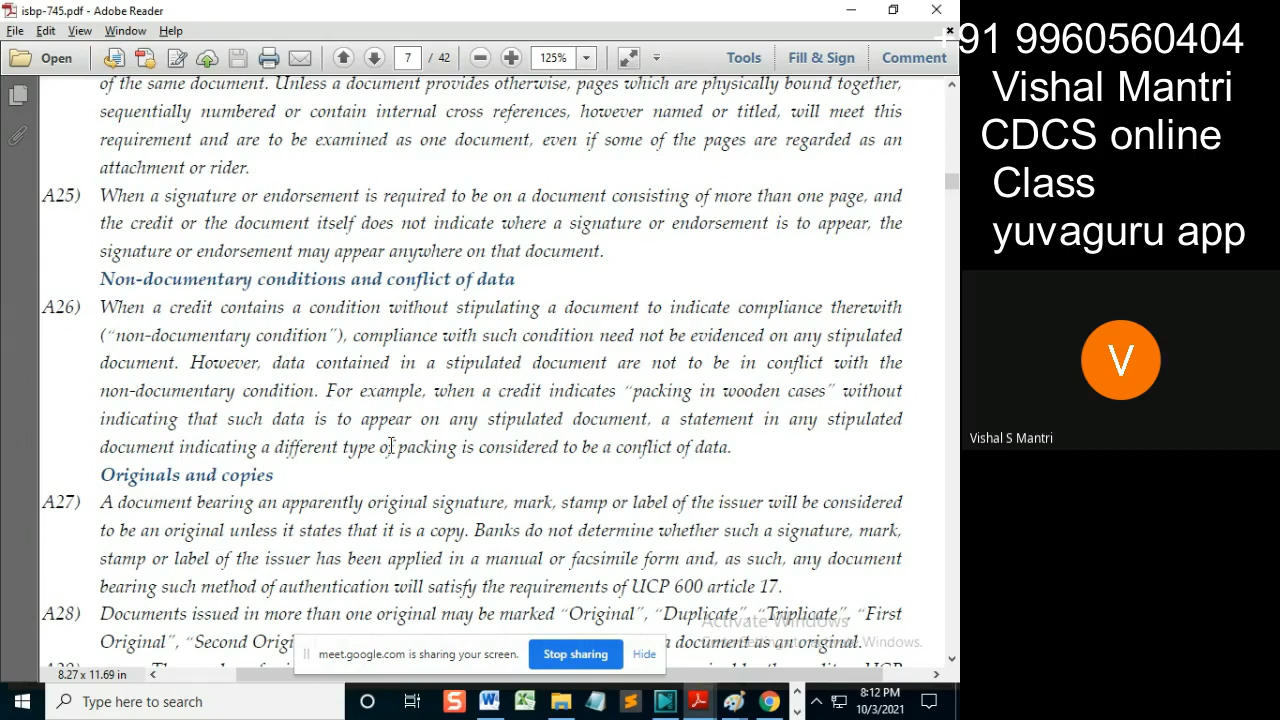 isbp-745.pdf - Adobe Reader
File Edit View Window Help
Open 7 / 42 125% Tools Fill & Sign Comment
of the same document. Unless a document provides otherwise, pages which are physically bound together,
sequentially numbered or contain internal cross references, however named or titled, will meet this
requirement and are to be examined as one document, even if some of the pages are regarded as an
attachment or rider.
A25) When a signature or endorsement is required to be on a document consisting of more than one page, and
the credit or the document itself does not indicate where a signature or endorsement is to appear, the
signature or endorsement may appear anywhere on that document.
Non-documentary conditions and conflict of data
A26) When a credit contains a condition without stipulating a document to indicate compliance therewith
("non-documentary condition"), compliance with such condition need not be evidenced on any stipulated
document. However, data contained in a stipulated document are not to be in conflict with the
non-documentary condition. For example, when a credit indicates "packing in wooden cases" without
indicating that such data is to appear on any stipulated document, a statement in any stipulated
document indicating a different type of packing is considered to be a conflict of data.
Originals and copies
A27) A document bearing an apparently original signature, mark, stamp or label of the issuer will be considered
to be an original unless it states that it is a copy. Banks do not determine whether such a signature, mark,
stamp or label of the issuer has been applied in a manual or facsimile form and, as such, any document
bearing such method of authentication will satisfy the requirements of UCP 600 article 17.
A28) Documents issued in more than one original may be marked "Original", "Duplicate", "Triplicate", "First
Original", "Second Origi a document as an original.
Activate Windows
meet.google.com is sharing your screen. Stop sharing Hide
8.27 x 11.69 in
Type here to search
8:12 PM
10/3/2021
+91 9960560404
Vishal Mantri
CDCS online
Class
yuvaguru app
V
Vishal S Mantri